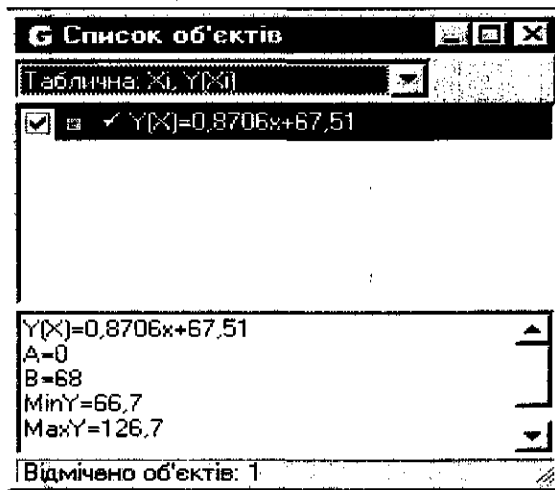 G Список об'єктів
Таблична: Xi, Y(Xi)
Y(X)=0,8706x+67,51
Y(X)=0,8706x+67,51
A=0
B=68
MinY=66,7
MaxY=126,7
Відмічено об'єктів: 1